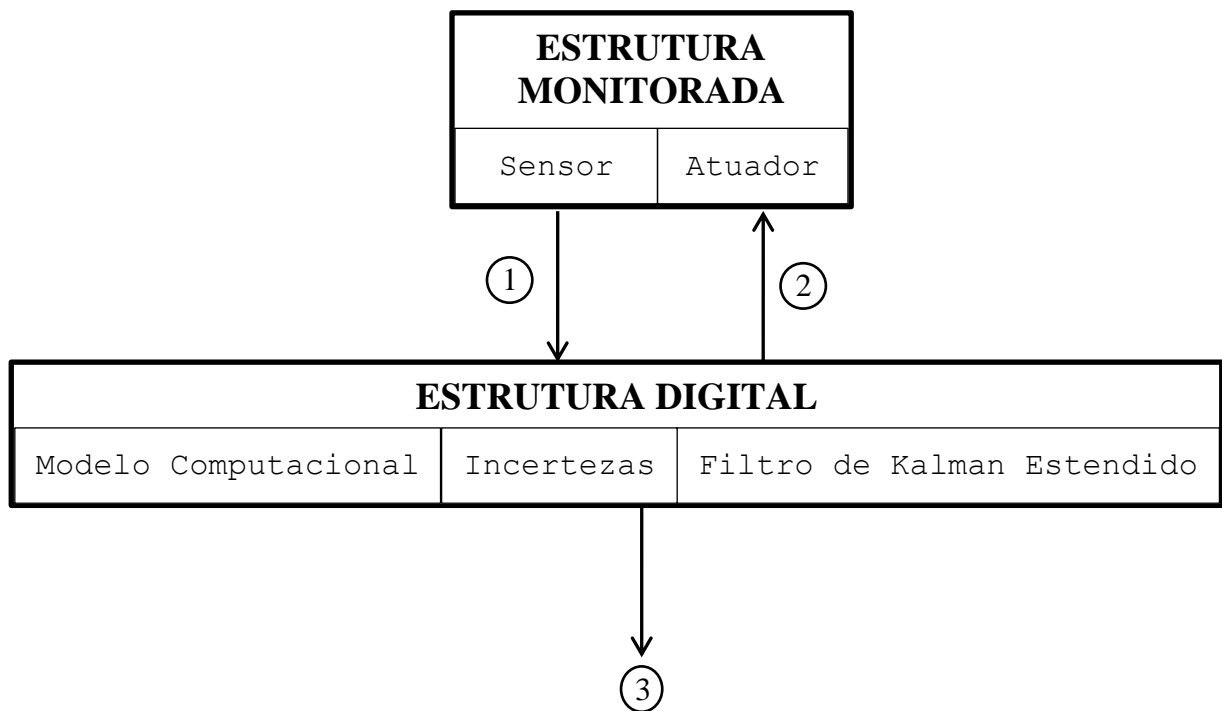 ESTRUTURA
MONITORADA
Sensor
Atuador
1
2
ESTRUTURA DIGITAL
Modelo Computacional
Incertezas
Filtro de Kalman Estendido
3